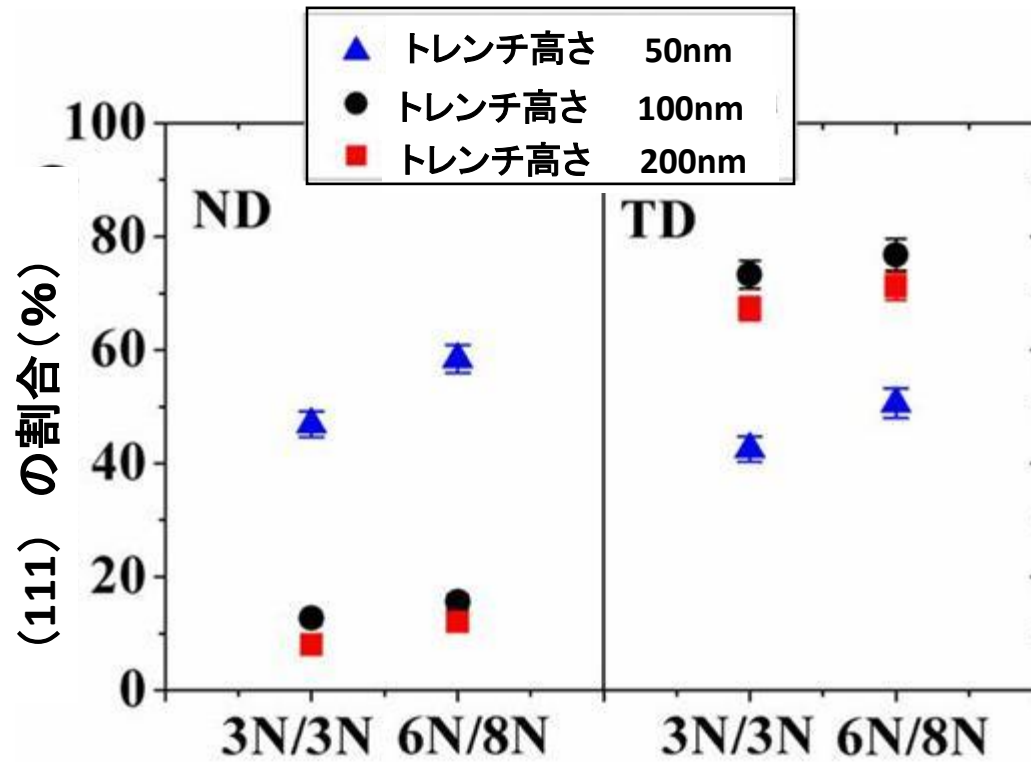 トレンチ高さ 50nm
トレンチ高さ 100nm
トレンチ高さ 200nm
(111) の割合(%)
100
80
60
40
20
0
ND
TD
3N/3N 6N/8N
3N/3N 6N/8N